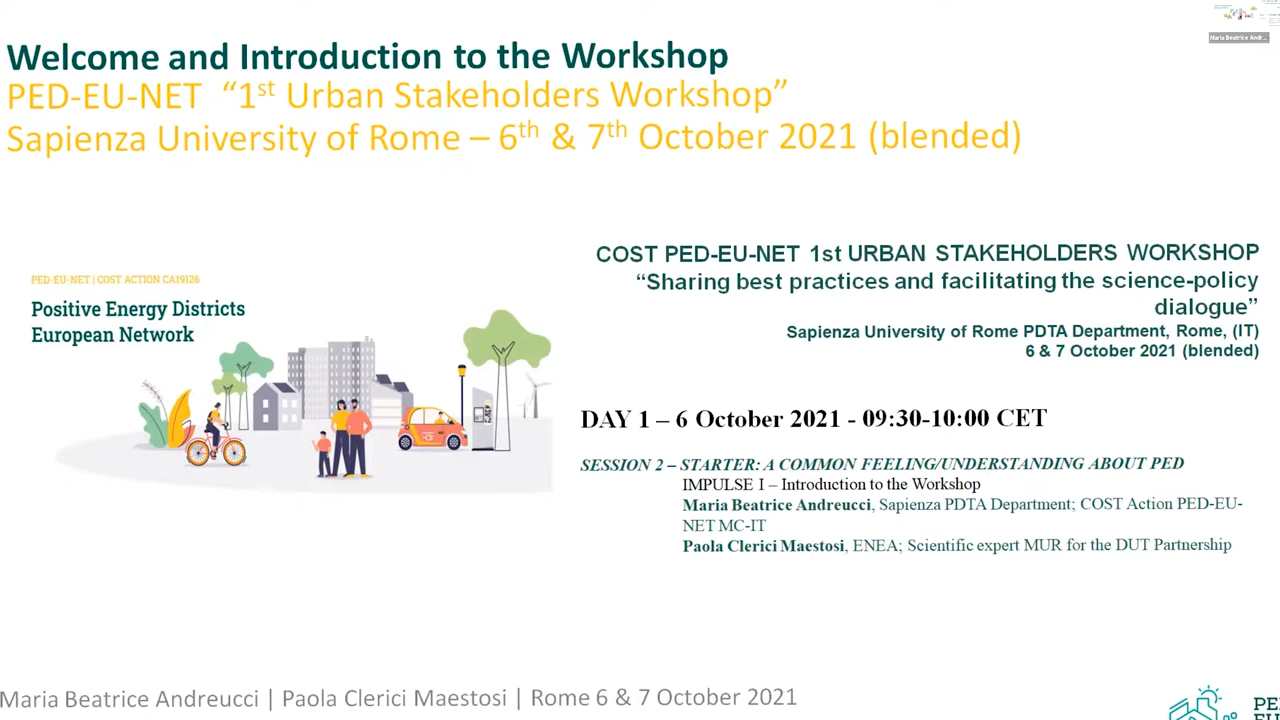 Welcome and Introduction to the Workshop
PED-EU-NET “1st Urban Stakeholders Workshop”
Sapienza University of Rome – 6th & 7th October 2021 (blended)
Maria Beatrice Andr...
PED-EU-NET | COST ACTION CA19126
Positive Energy Districts
European Network
COST PED-EU-NET 1st URBAN STAKEHOLDERS WORKSHOP
“Sharing best practices and facilitating the science-policy
dialogue”
Sapienza University of Rome PDTA Department, Rome, (IT)
6 & 7 October 2021 (blended)
DAY 1 – 6 October 2021 - 09:30-10:00 CET
SESSION 2 – STARTER: A COMMON FEELING/UNDERSTANDING ABOUT PED
IMPULSE I – Introduction to the Workshop
Maria Beatrice Andreucci, Sapienza PDTA Department; COST Action PED-EU-
NET MC-IT
Paola Clerici Maestosi, ENEA; Scientific expert MUR for the DUT Partnership
Maria Beatrice Andreucci | Paola Clerici Maestosi | Rome 6 & 7 October 2021